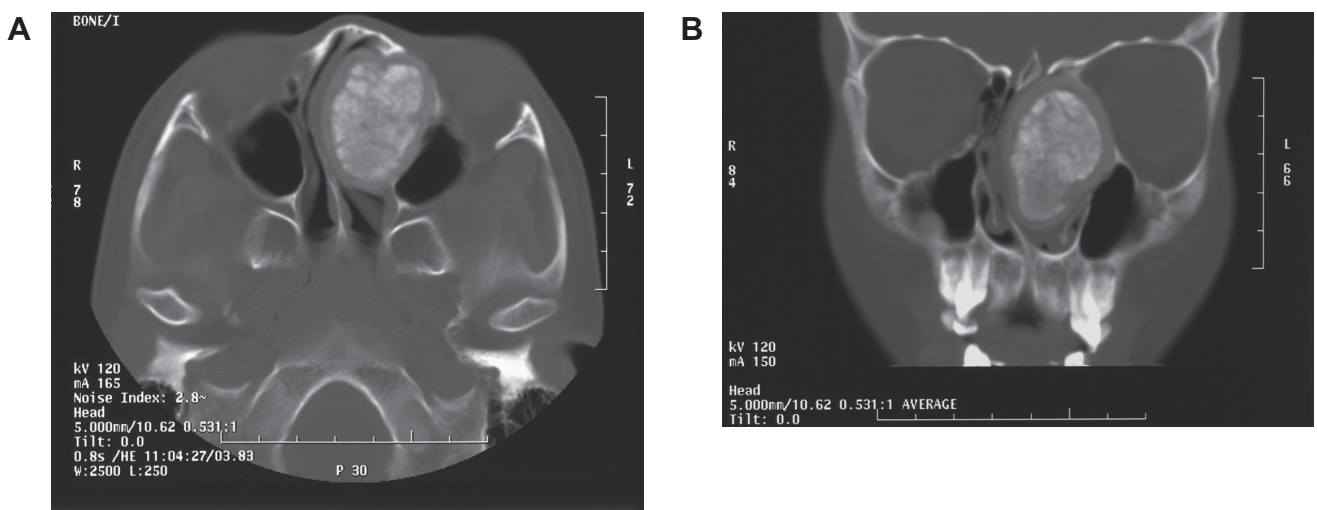 A
BONE/I
R
7
8
L
7
2
kV 120
mA 165
Noise Index: 2.8~
Head
5.000mm/10.62 0.531:1
Tilt: 0.0
0.8s /HE 11:04:27/03.83
W:2500 L:250
P 30
B
R
8
4
L
6
6
kV 120
mA 150
Head
5.000mm/10.62 0.531:1 AVERAGE
Tilt: 0.0